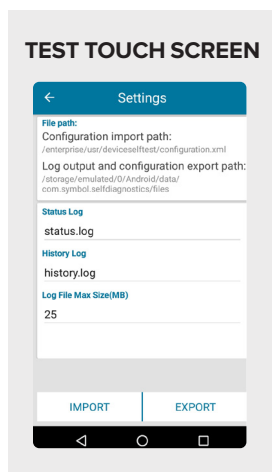 TEST TOUCH SCREEN
Settings
File path:
Configuration import path:
/enterprise/usr/deviceselftest/configuration.xml
Log output and configuration export path:
/storage/emulated/0/Android/data/
com.symbol.selfdiagnostics/files
Status Log
status.log
History Log
history.log
Log File Max Size(MB)
25
IMPORT EXPORT